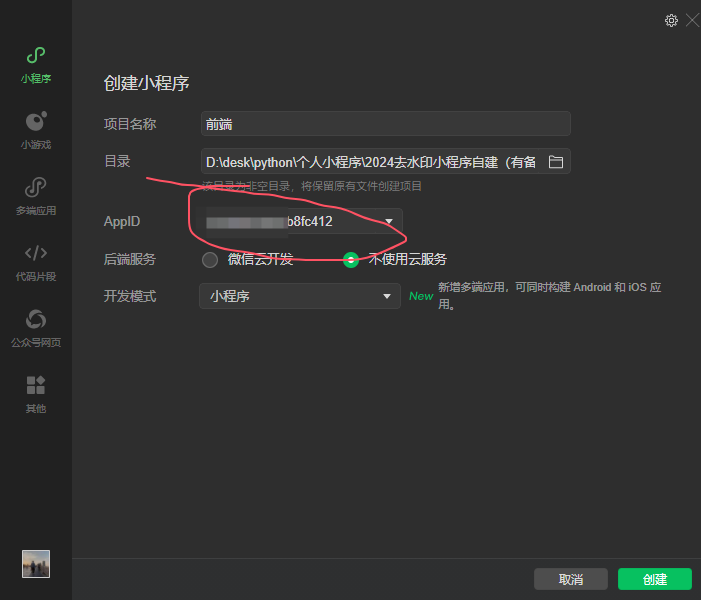 小程序
小游戏
多端应用
代码片段
公众号网页
其他
创建小程序
项目名称 前端
目录 D:\desk\python\个人小程序\2024去水印小程序自建（有备
该目录为非空目录，将保留原有文件创建项目
AppID b8fc412
后端服务 微信云开发 不使用云服务
开发模式 小程序 New 新增多端应用，可同时构建 Android 和 iOS 应
用。
取消 创建